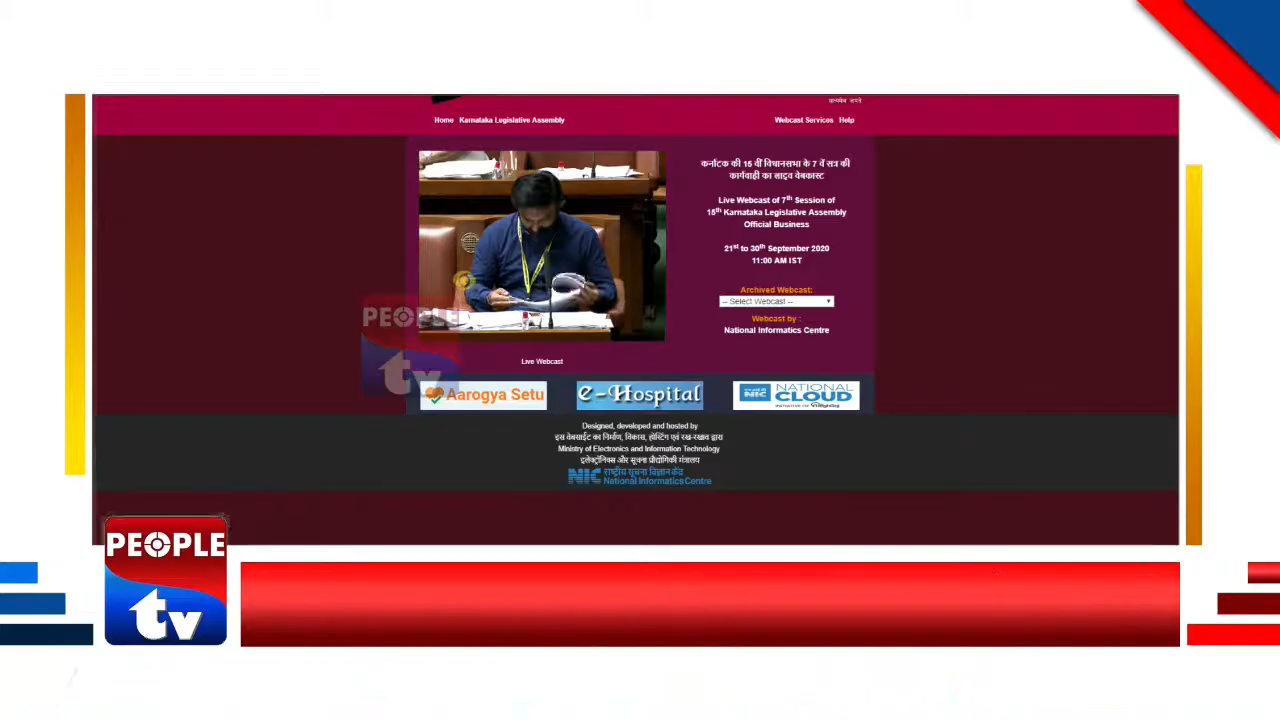 सत्यमेव जयते
Home Karnataka Legislative Assembly
Webcast Services Help
कर्नाटक की 15 वीं विधानसभा के 7 वें सत्र की
कार्यवाही का लाइव वेबकास्ट
Live Webcast of 7th Session of
15th Karnataka Legislative Assembly
Official Business
21st to 30th September 2020
11:00 AM IST
Archived Webcast:
-- Select Webcast --
Webcast by :
National Informatics Centre
Live Webcast
PEOPLE
tv
Aarogya Setu
e-Hospital
NIC NATIONAL
CLOUD
Designed, developed and hosted by
इस वेबसाईट का निर्माण, विकास, होस्टिंग एवं रख-रखाव द्वारा
Ministry of Electronics and Information Technology
इलेक्ट्रॉनिक्स और सूचना प्रौद्योगिकी मंत्रालय
NIC राष्ट्रीय सूचना विज्ञान केंद्र
National Informatics Centre
PEOPLE
tv